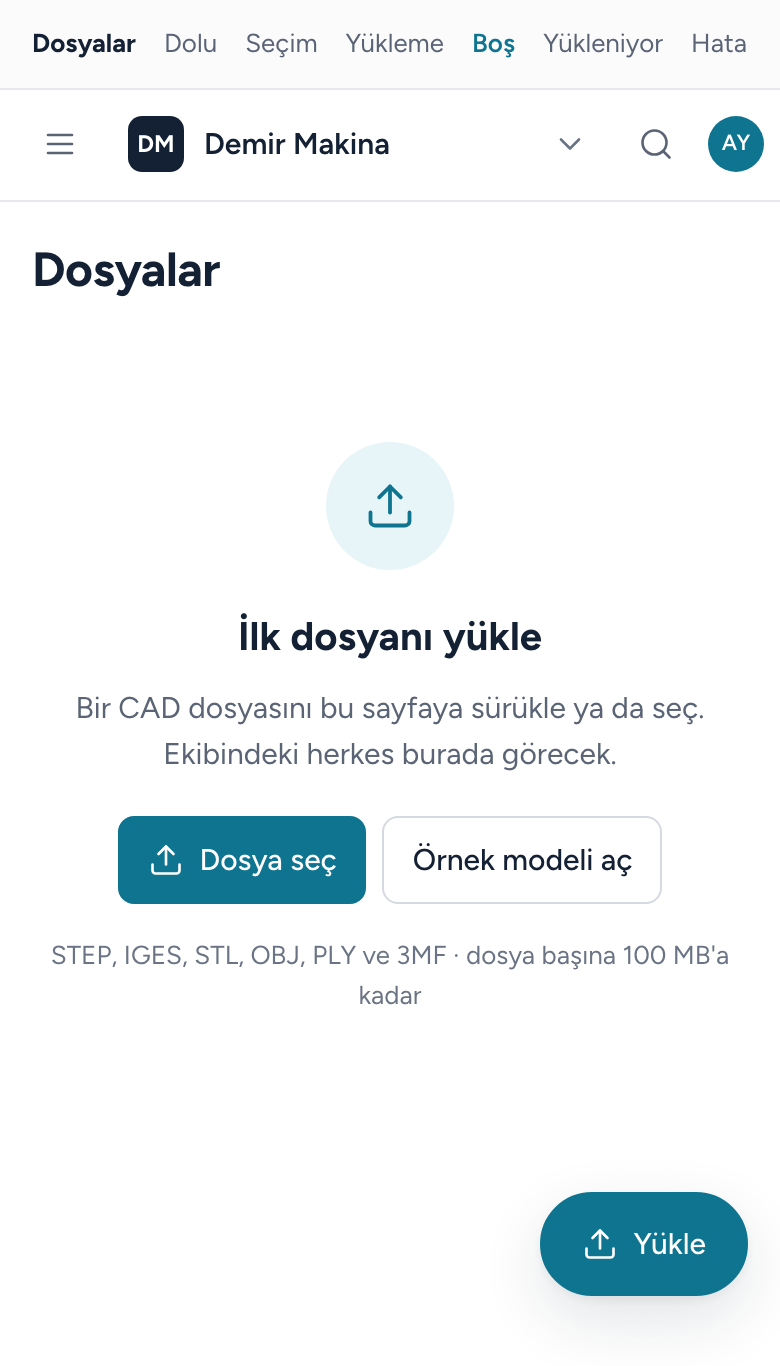 Dosyalar Dolu Seçim Yükleme Boş Yükleniyor Hata
DM Demir Makina AY
Dosyalar
İlk dosyanı yükle
Bir CAD dosyasını bu sayfaya sürükle ya da seç.
Ekibindeki herkes burada görecek.
Dosya seç Örnek modeli aç
STEP, IGES, STL, OBJ, PLY ve 3MF · dosya başına 100 MB'a
kadar
Yükle